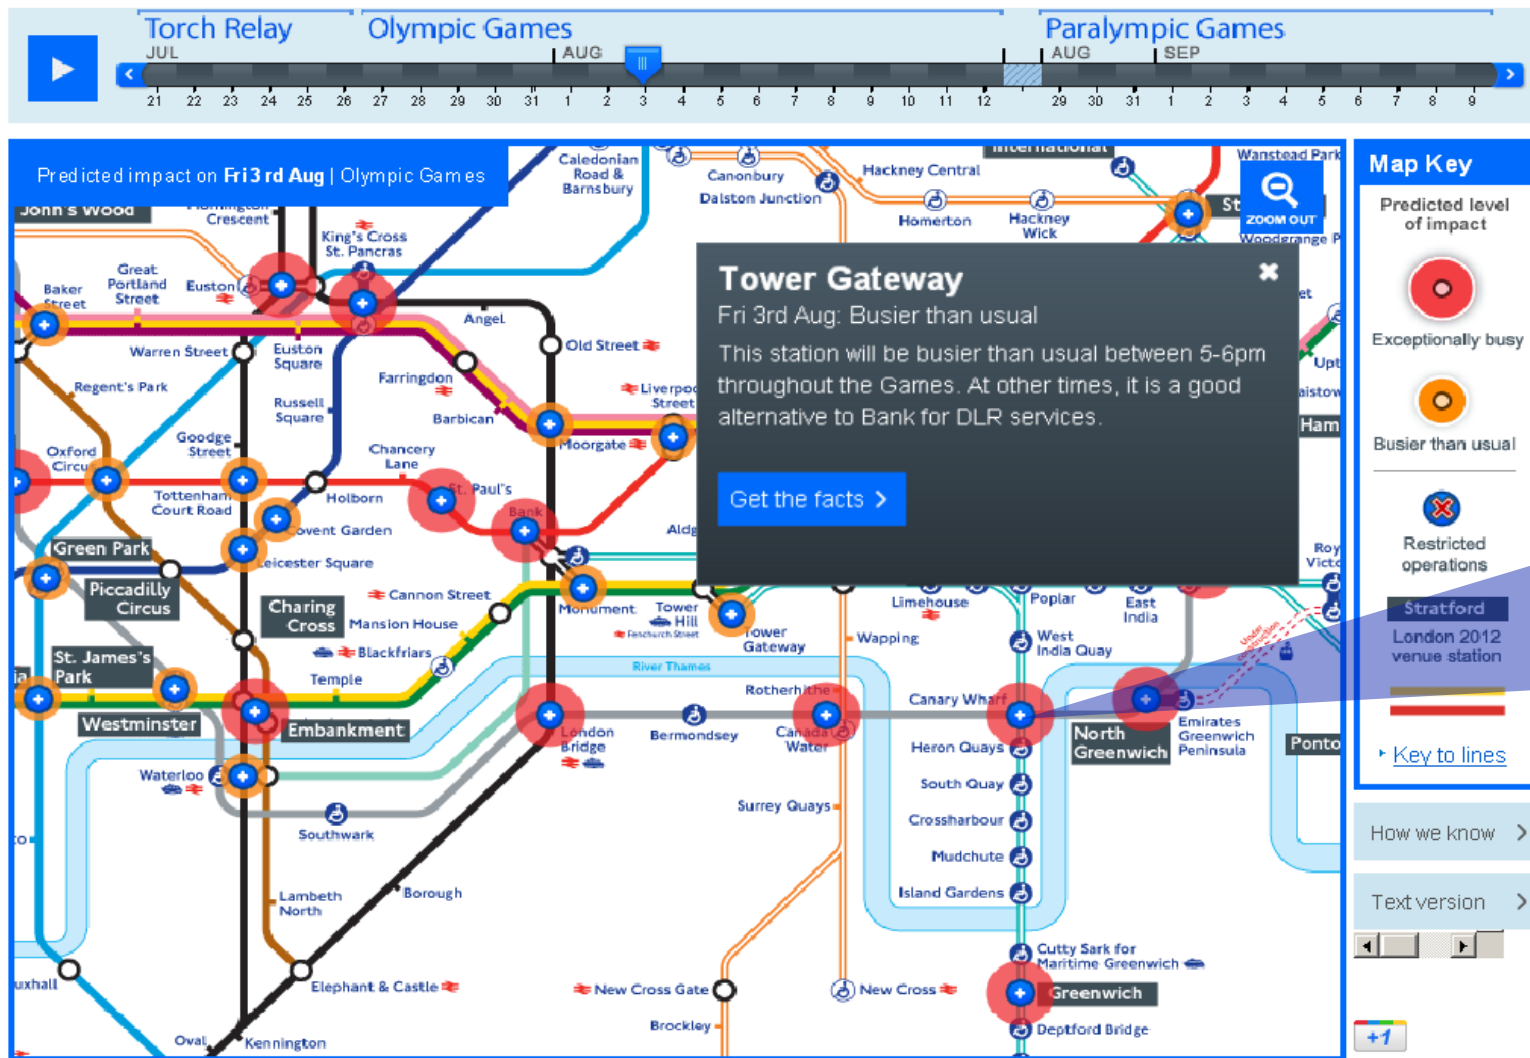 Torch Relay
Olympic Games
Paralympic Games
JUL
AUG
AUG
SEP
21 22 23 24 25 26 27 28 29 30 31 1 2 3 4 5 6 7 8 9 10 11 12 29 30 31 1 2 3 4 5 6 7 8 9
Predicted impact on Fri 3rd Aug | Olympic Games
John's Wood
Crescent
King's Cross
St. Pancras
Caledonian
Road &
Barnsbury
Canonbury
Dalston Junction
Hackney Central
Homerton
Hackney
Wick
International
Wanstead Park
ZOOM OUT
Baker
Street
Great
Portland
Street
Euston
Angel
Old Street
Warren Street
Euston
Square
Farringdon
Regent's Park
Russell
Square
Barbican
Moorgate
Street
Goodge
Street
Chancery
Lane
Oxford
Tottenham
Court Road
Holborn
St. Paul's
Bank
Covent Garden
Leicester Square
Green Park
Piccadilly
Circus
Charing
Cross
Cannon Street
Mansion House
Blackfriars
Monument
Tower
Hill
Fenchurch Street
Tower
Gateway
St. James's
Park
Temple
Westminster
Embankment
River Thames
London
Bridge
Bermondsey
Rotherhithe
Canada
Water
Wapping
Waterloo
Southwark
Surrey Quays
Lambeth
North
Borough
Elephant & Castle
Oval
Kennington
New Cross Gate
New Cross
Brockley
Limehouse
Poplar
East
India
West
India Quay
Canary Wharf
Heron Quays
South Quay
Crossharbour
Mudchute
Island Gardens
Cutty Sark for
Maritime Greenwich
Greenwich
Deptford Bridge
North
Greenwich
Emirates
Greenwich
Peninsula
Under
construction
Tower Gateway
Fri 3rd Aug: Busier than usual
This station will be busier than usual between 5-6pm
throughout the Games. At other times, it is a good
alternative to Bank for DLR services.
Get the facts
Map Key
Predicted level
of impact
Exceptionally busy
Busier than usual
Restricted
operations
Stratford
London 2012
venue station
Key to lines
How we know
Text version
+1